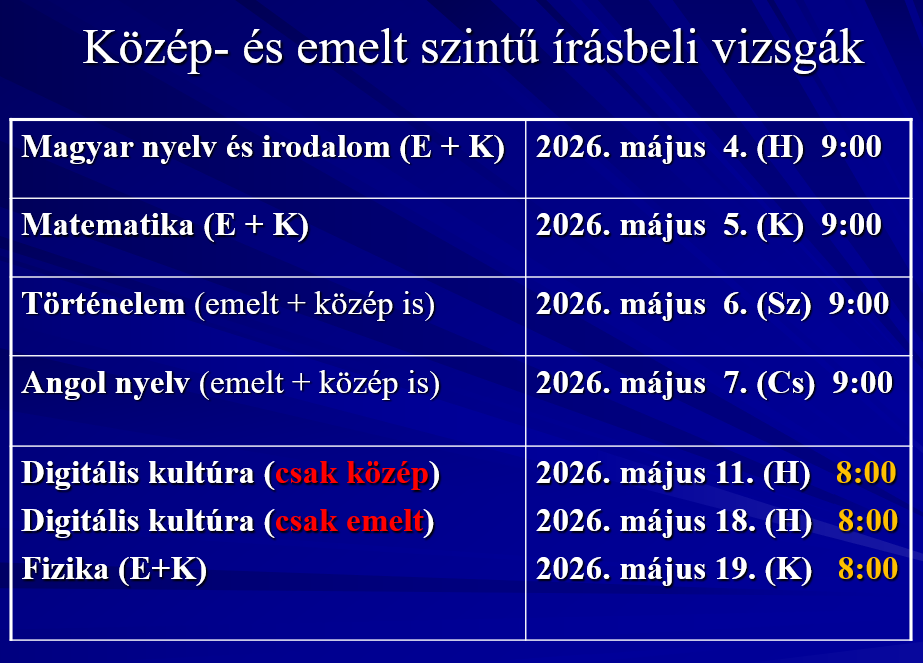 Közép- és emelt szintű írásbeli vizsgák
Magyar nyelv és irodalom (E + K) 2026. május 4. (H) 9:00
Matematika (E + K) 2026. május 5. (K) 9:00
Történelem (emelt + közép is) 2026. május 6. (Sz) 9:00
Angol nyelv (emelt + közép is) 2026. május 7. (Cs) 9:00
Digitális kultúra (csak közép) 2026. május 11. (H) 8:00
Digitális kultúra (csak emelt) 2026. május 18. (H) 8:00
Fizika (E+K) 2026. május 19. (K) 8:00